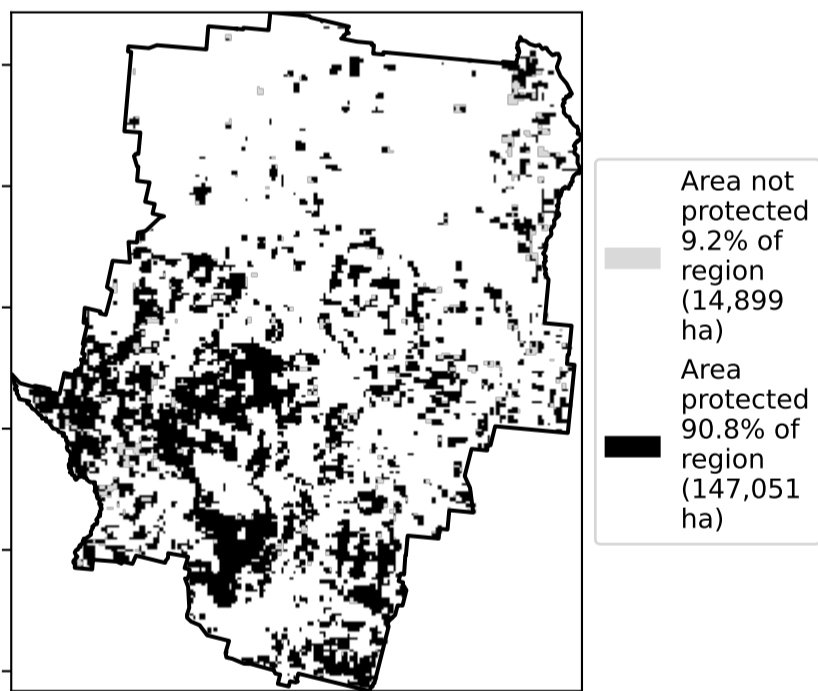 Area not
protected
9.2% of
region
(14,899
ha)
Area
protected
90.8% of
region
(147,051
ha)